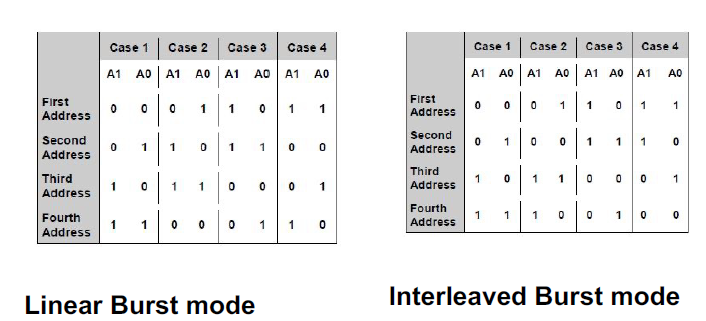 Case 1 Case 2 Case 3 Case 4
A1 A0 A1 A0 A1 A0 A1 A0
First
Address 0 0 0 1 1 0 1 1
Second
Address 0 1 1 0 1 1 0 0
Third
Address 1 0 1 1 0 0 0 1
Fourth
Address 1 1 0 0 0 1 1 0
Linear Burst mode
Case 1 Case 2 Case 3 Case 4
A1 A0 A1 A0 A1 A0 A1 A0
First
Address 0 0 0 1 1 0 1 1
Second
Address 0 1 0 0 1 1 1 0
Third
Address 1 0 1 1 0 0 0 1
Fourth
Address 1 1 1 0 0 1 0 0
Interleaved Burst mode